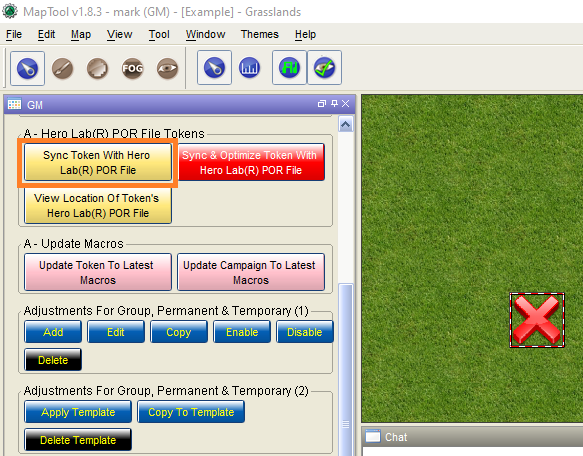 MapTool v1.8.3 - mark (GM) - [Example] - Grasslands
File Edit Map View Tool Window Themes Help
FOG
GM
A - Hero Lab(R) POR File Tokens
Sync Token With Hero
Lab(R) POR File
Sync & Optimize Token With
Hero Lab(R) POR File
View Location Of Token's
Hero Lab(R) POR File
A - Update Macros
Update Token To Latest
Macros
Update Campaign To Latest
Macros
Adjustments For Group, Permanent & Temporary (1)
Add Edit Copy Enable Disable
Delete
Adjustments For Group, Permanent & Temporary (2)
Apply Template Copy To Template
Delete Template
Chat